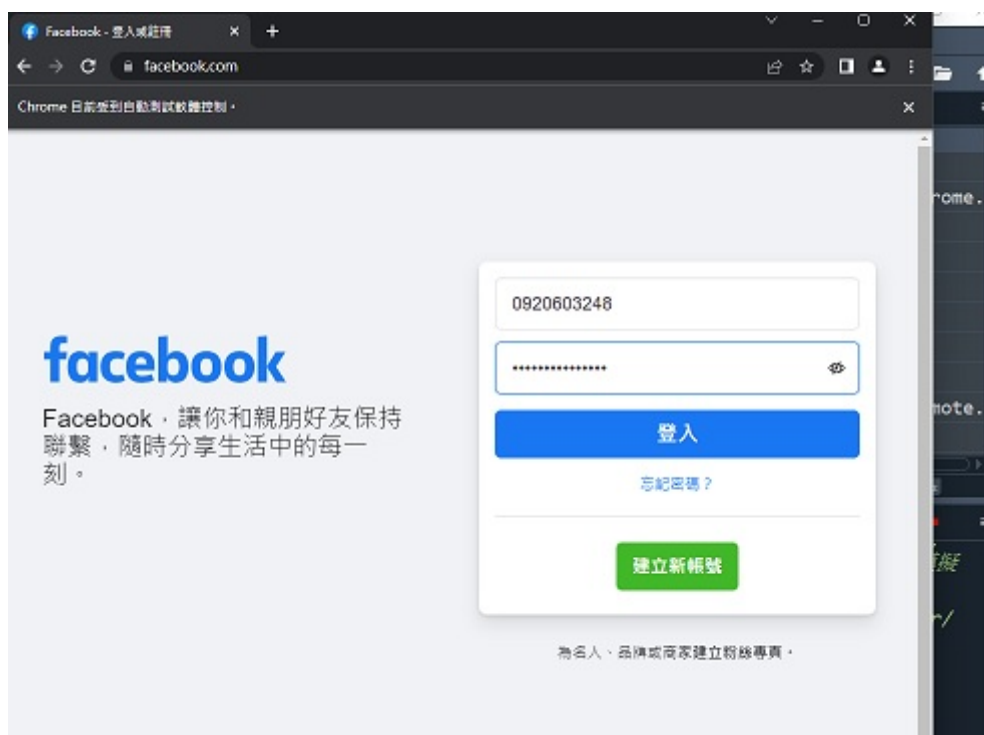 Facebook - 登入或註冊
facebook.com
Chrome 目前受到自動測試軟體控制。
rome.
0920603248
•••••••••••••••
facebook
Facebook，讓你和親朋好友保持
聯繫，隨時分享生活中的每一
刻。
mote.
登入
忘記密碼？
建立新帳號
擬
r/
為名人、品牌或商家建立粉絲專頁。